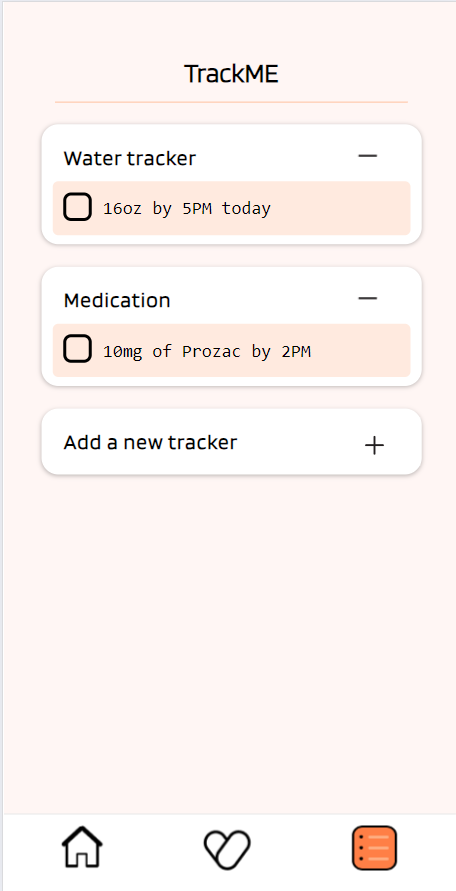 TrackME
Water tracker
16oz by 5PM today
Medication
10mg of Prozac by 2PM
Add a new tracker